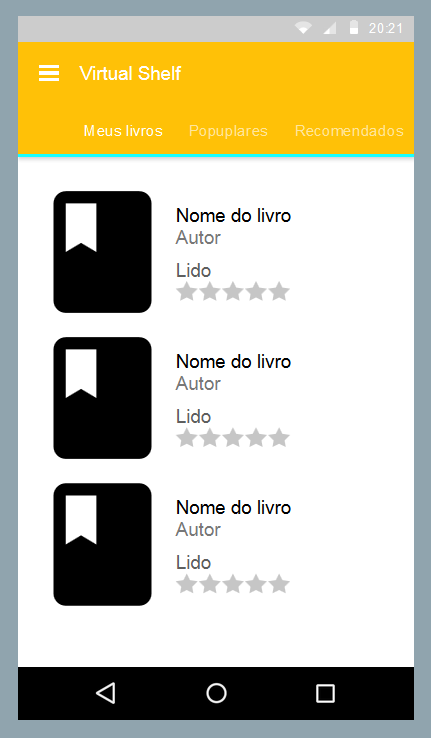 20:21
Virtual Shelf
Meus livros Popuplares Recomendados
Nome do livro
Autor
Lido
Nome do livro
Autor
Lido
Nome do livro
Autor
Lido